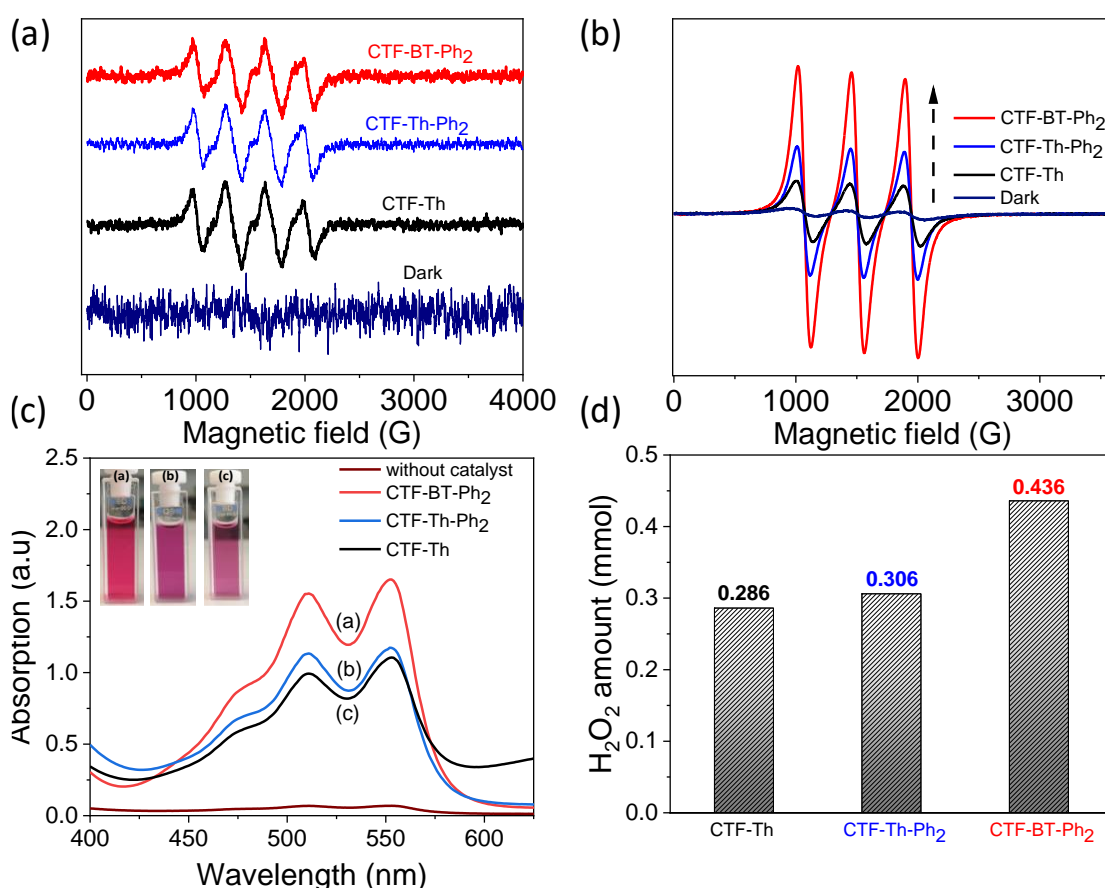 (a)
CTF-BT-Ph2
CTF-Th-Ph2
CTF-Th
Dark
0 1000 2000 3000 4000
Magnetic field (G)
(b)
CTF-BT-Ph2
CTF-Th-Ph2
CTF-Th
Dark
0 1000 2000 3000
Magnetic field (G)
(c)
2.5
2.0
1.5
1.0
0.5
0.0
Absorption (a.u)
(a) (b) (c)
without catalyst
CTF-BT-Ph2
CTF-Th-Ph2
CTF-Th
(a)
(b)
(c)
400 450 500 550 600
Wavelength (nm)
(d)
0.5
0.4
0.3
0.2
0.1
0.0
H2O2 amount (mmol)
0.286
0.306
0.436
CTF-Th CTF-Th-Ph2 CTF-BT-Ph2